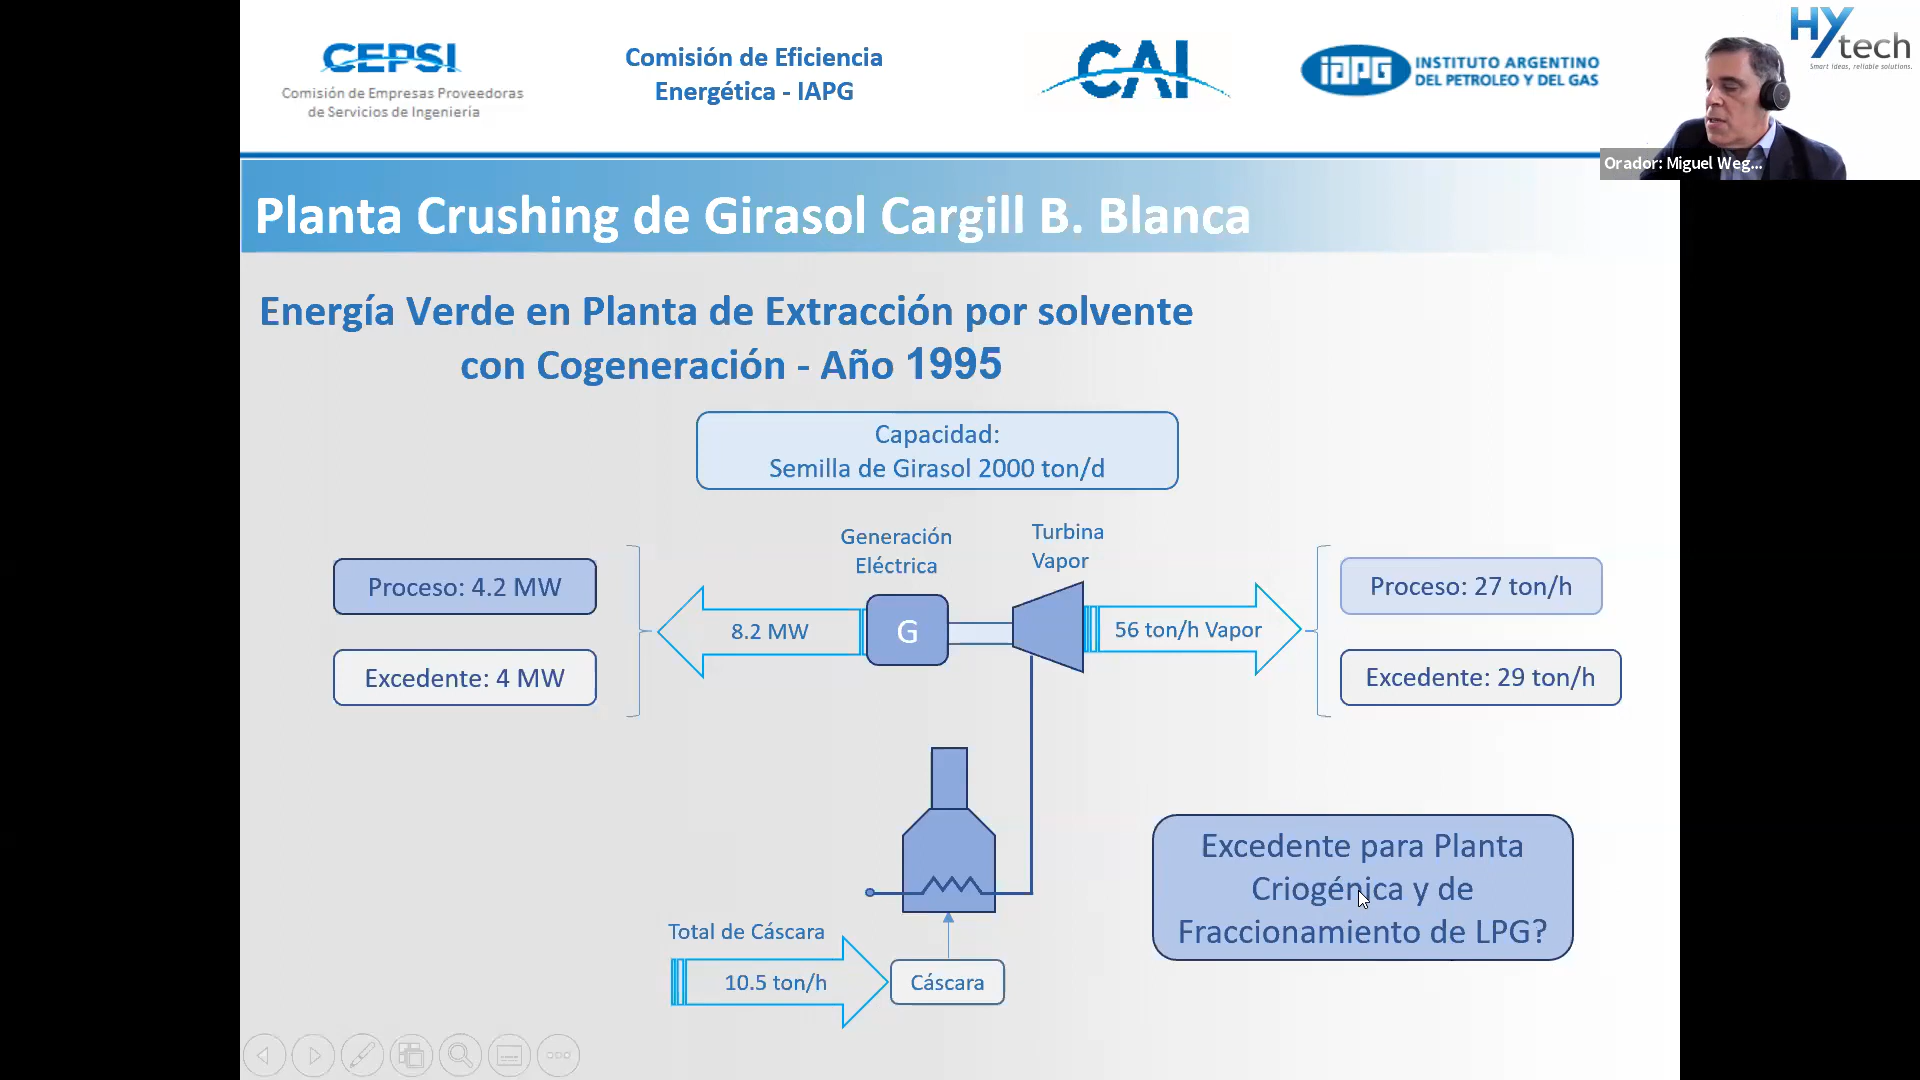 CEPSI
Comisión de Empresas Proveedoras
de Servicios de Ingeniería
Comisión de Eficiencia
Energética - IAPG
CAI
iAPG
INSTITUTO ARGENTINO
DEL PETROLEO Y DEL GAS
HYtech
Smart ideas, reliable solutions.
Orador: Miguel Weg...
Planta Crushing de Girasol Cargill B. Blanca
Energía Verde en Planta de Extracción por solvente
con Cogeneración - Año 1995
Capacidad:
Semilla de Girasol 2000 ton/d
Generación
Eléctrica
Turbina
Vapor
Proceso: 4.2 MW
Excedente: 4 MW
8.2 MW
G
56 ton/h Vapor
Proceso: 27 ton/h
Excedente: 29 ton/h
Excedente para Planta
Criogénica y de
Fraccionamiento de LPG?
Total de Cáscara
10.5 ton/h
Cáscara